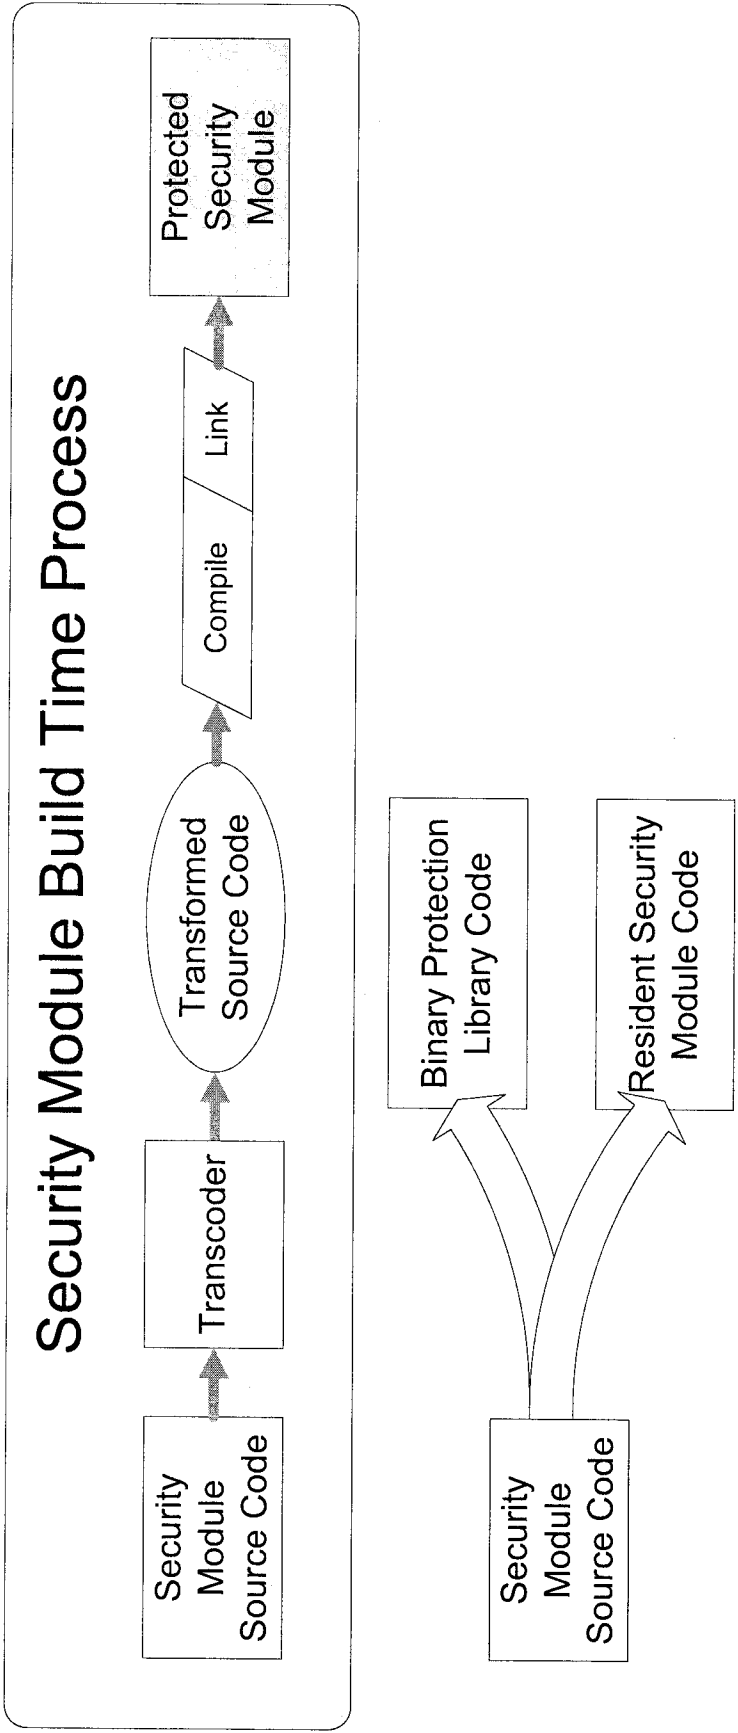 Security Module Build Time Process
Security
Module
Source Code
Transcoder
Transformed
Source Code
Compile
Link
Protected
Security
Module
Security
Module
Source Code
Binary Protection
Library Code
Resident Security
Module Code